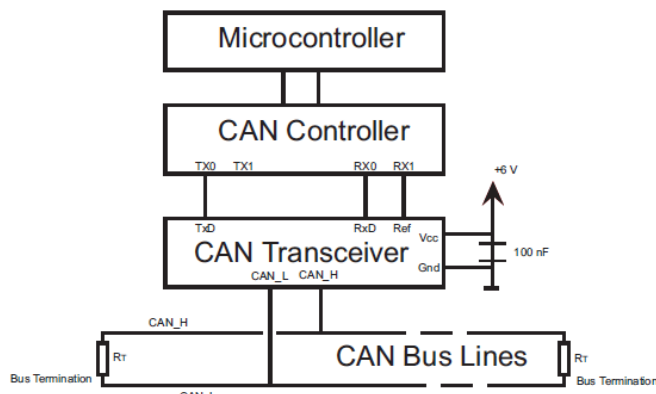 Microcontroller
CAN Controller
TX0 TX1 RX0 RX1
+6 V
TxD RxD Ref
Vcc
CAN Transceiver
100 nF
Gnd
CAN_L CAN_H
CAN_H
RT CAN Bus Lines RT
Bus Termination Bus Termination